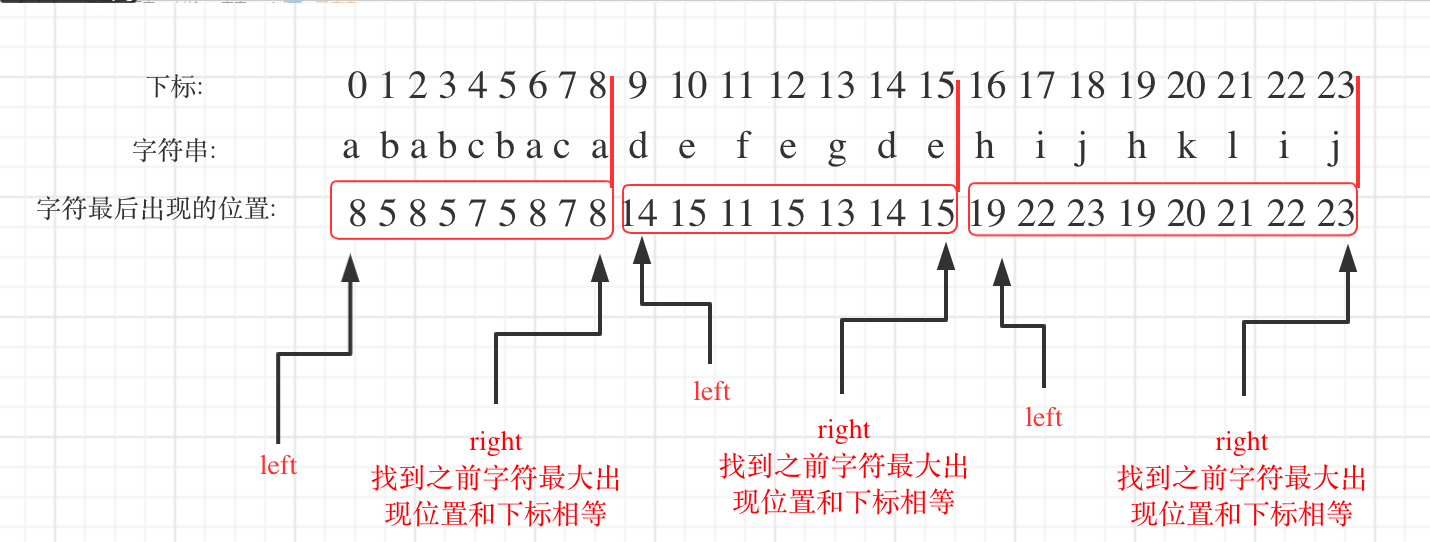 下标: 0 1 2 3 4 5 6 7 8 9 10 11 12 13 14 15 16 17 18 19 20 21 22 23
字符串: a b a b c b a c a d e f e g d e h i j h k l i j
字符最后出现的位置: 8 5 8 5 7 5 8 7 8 14 15 11 15 13 14 15 19 22 23 19 20 21 22 23
left
right
找到之前字符最大出
现位置和下标相等
left
right
找到之前字符最大出
现位置和下标相等
left
right
找到之前字符最大出
现位置和下标相等